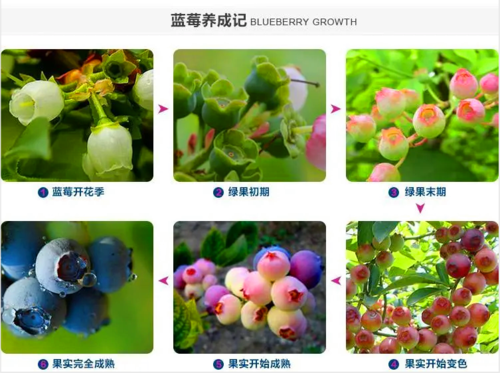 蓝莓养成记 BLUEBERRY GROWTH
1 蓝莓开花季
2 绿果初期
3 绿果末期
4 果实开始变色
5 果实开始成熟
6 果实完全成熟